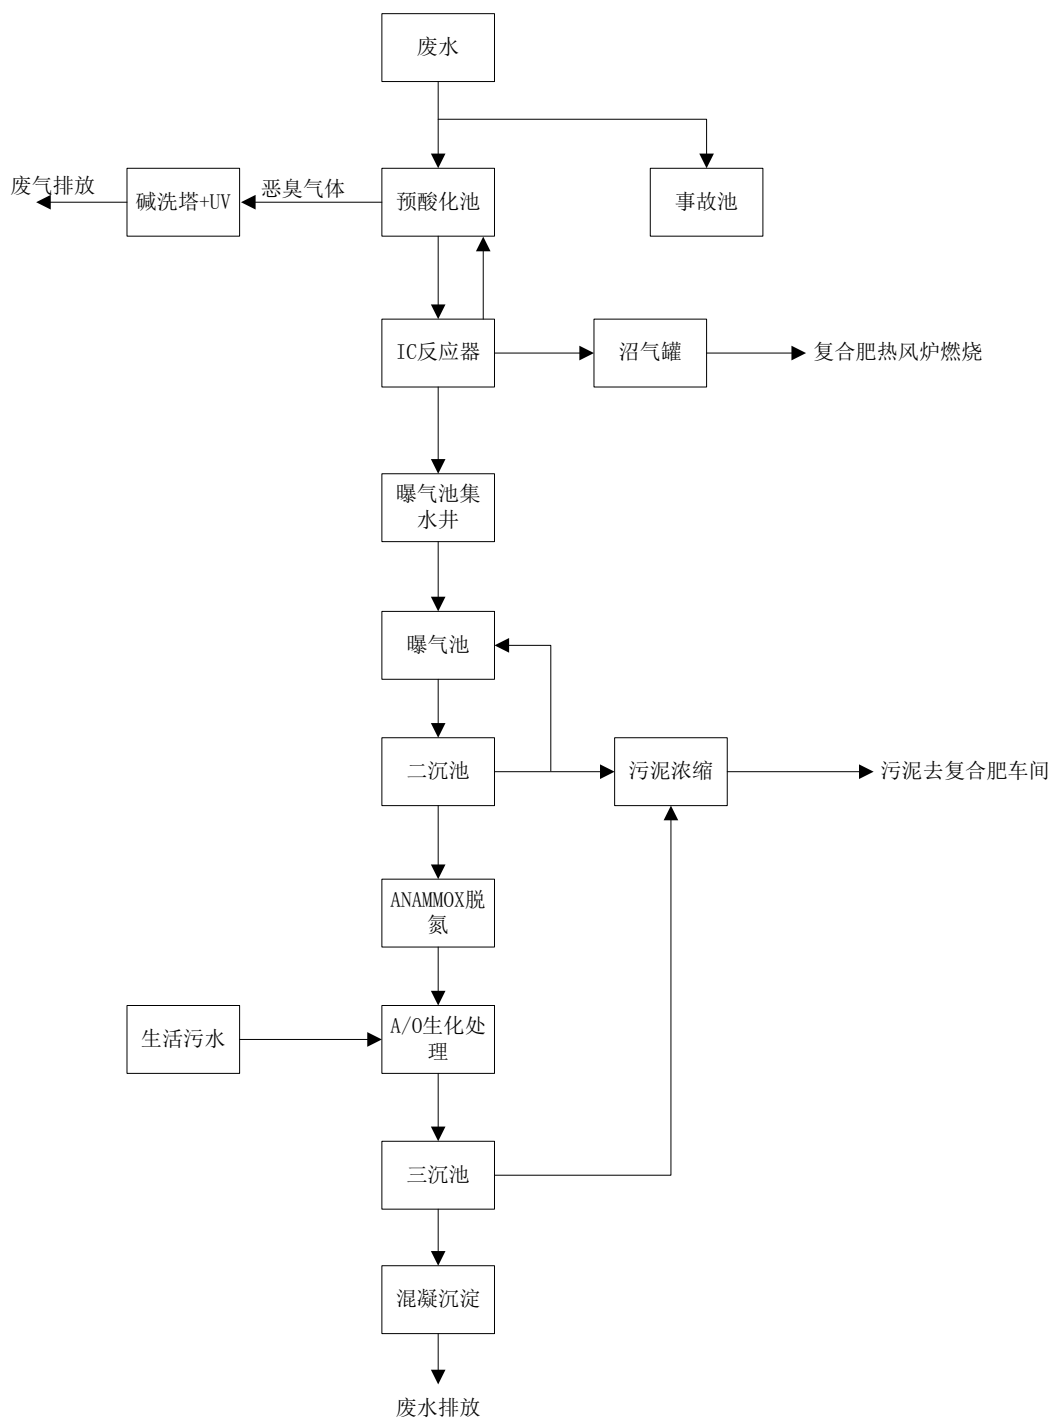 废水
废气排放
碱洗塔+UV
恶臭气体
预酸化池
事故池
IC反应器
沼气罐
复合肥热风炉燃烧
曝气池集
水井
曝气池
二沉池
污泥浓缩
污泥去复合肥车间
ANAMMOX脱
氮
生活污水
A/O生化处
理
三沉池
混凝沉淀
废水排放